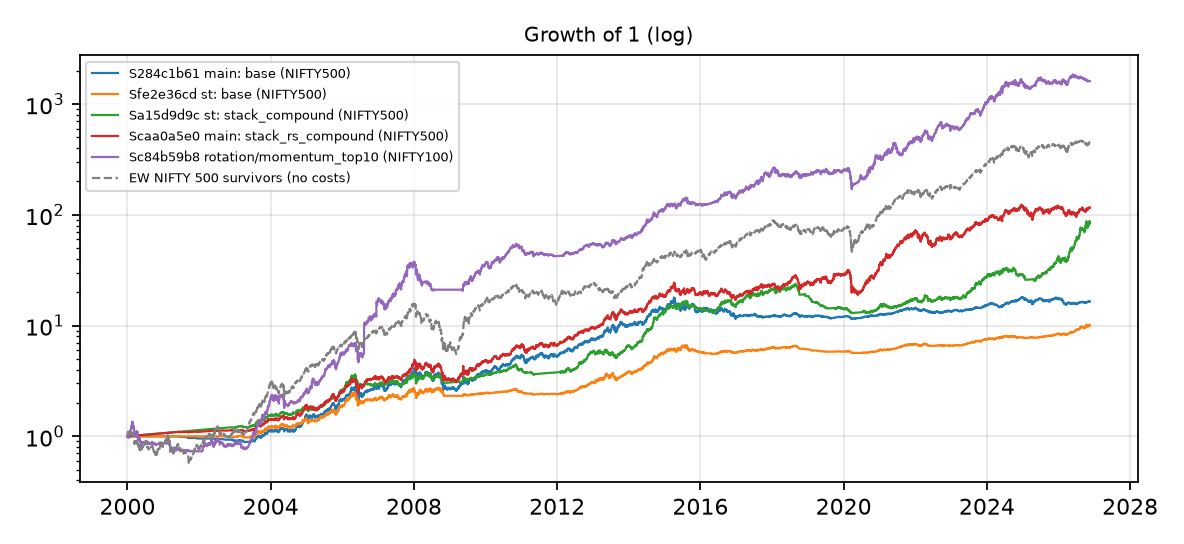 Growth of 1 (log)
S284c1b61 main: base (NIFTY500)
Sfe2e36cd st: base (NIFTY500)
Sa15d9d9c st: stack_compound (NIFTY500)
Scaa0a5e0 main: stack_rs_compound (NIFTY500)
Sc84b59b8 rotation/momentum_top10 (NIFTY100)
EW NIFTY 500 survivors (no costs)
10³
10²
10¹
10⁰
2000 2004 2008 2012 2016 2020 2024 2028